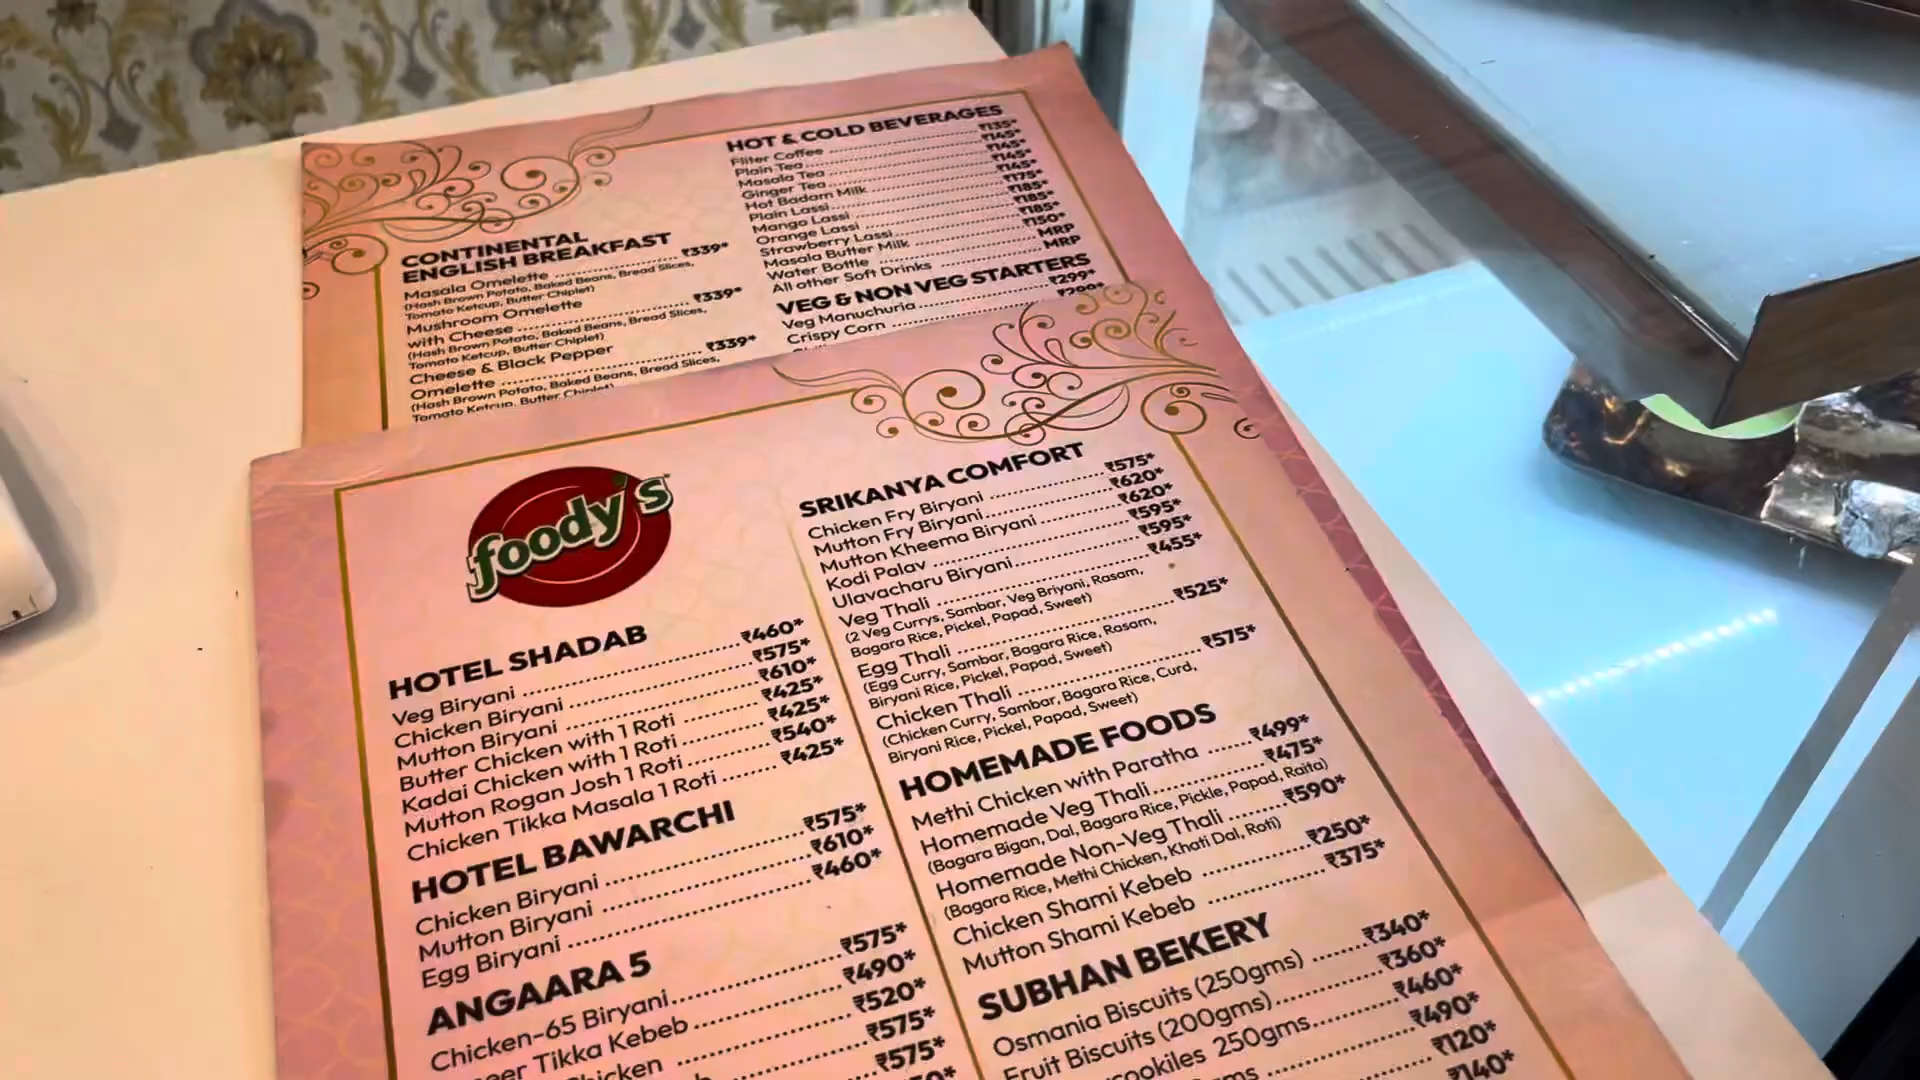 CONTINENTAL
ENGLISH BREAKFAST
Masala Omelette ₹339*
(Hash Brown Potato, Baked Beans, Bread Slices,
Tomato Ketcup, Butter Chiplet)
Mushroom Omelette
with Cheese ₹339*
(Hash Brown Potato, Baked Beans, Bread Slices,
Tomato Ketcup, Butter Chiplet)
Cheese & Black Pepper
Omelette ₹339*
(Hash Brown Potato, Baked Beans, Bread Slices,
Tomato Ketcup, Butter Chiplet)
HOT & COLD BEVERAGES
Filter Coffee ₹135*
Plain Tea ₹145*
Masala Tea ₹145*
Ginger Tea ₹145*
Hot Badam Milk ₹145*
Plain Lassi ₹175*
Mango Lassi ₹185*
Orange Lassi ₹185*
Strawberry Lassi ₹185*
Masala Butter Milk ₹150*
Water Bottle MRP
All other Soft Drinks MRP
VEG & NON VEG STARTERS
Veg Manuchuria ₹299*
Crispy Corn ₹299*
foody's
HOTEL SHADAB
Veg Biryani ₹460*
Chicken Biryani ₹575*
Mutton Biryani ₹610*
Butter Chicken with 1 Roti ₹425*
Kadai Chicken with 1 Roti ₹425*
Mutton Rogan Josh 1 Roti ₹540*
Chicken Tikka Masala 1 Roti ₹425*
HOTEL BAWARCHI
Chicken Biryani ₹575*
Mutton Biryani ₹610*
Egg Biryani ₹460*
ANGAARA 5
Chicken-65 Biryani ₹575*
Tikka Kebeb ₹490*
₹520*
₹575*
₹575*
SRIKANYA COMFORT
Chicken Fry Biryani ₹575*
Mutton Fry Biryani ₹620*
Mutton Kheema Biryani ₹620*
Kodi Palav ₹595*
Ulavacharu Biryani ₹595*
Veg Thali ₹455*
(2 Veg Currys, Sambar, Veg Briyani, Rasam,
Bagara Rice, Pickel, Papad, Sweet)
Egg Thali ₹525*
(Egg Curry, Sambar, Bagara Rice, Rasam,
Biryani Rice, Pickel, Papad, Sweet)
Chicken Thali ₹575*
(Chicken Curry, Sambar, Bagara Rice, Curd,
Biryani Rice, Pickel, Papad, Sweet)
HOMEMADE FOODS
Methi Chicken with Paratha ₹499*
Homemade Veg Thali ₹475*
(Bagara Bigan, Dal, Bagara Rice, Pickle, Papad, Raita)
Homemade Non-Veg Thali ₹590*
(Bagara Rice, Methi Chicken, Khati Dal, Roti)
Chicken Shami Kebeb ₹250*
Mutton Shami Kebeb ₹375*
SUBHAN BEKERY
Osmania Biscuits (250gms) ₹340*
Fruit Biscuits (200gms) ₹360*
250gms ₹460*
₹490*
₹120*
₹140*